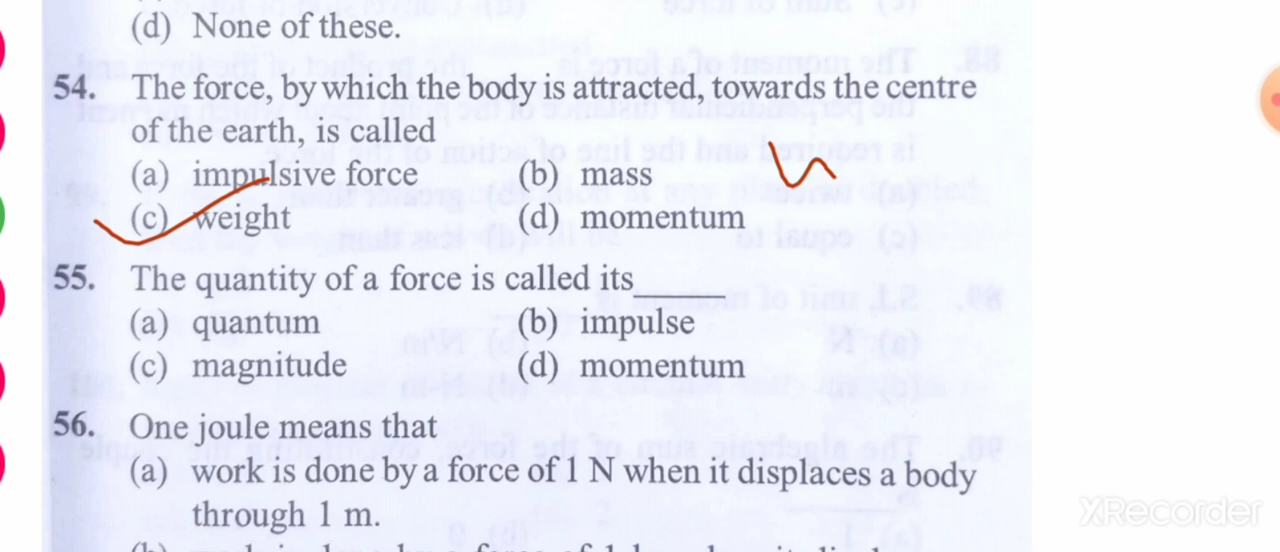 (d) None of these.
54. The force, by which the body is attracted, towards the centre
of the earth, is called
(a) impulsive force (b) mass
(c) weight (d) momentum
55. The quantity of a force is called its ______
(a) quantum (b) impulse
(c) magnitude (d) momentum
56. One joule means that
(a) work is done by a force of 1 N when it displaces a body
through 1 m.
XRecorder